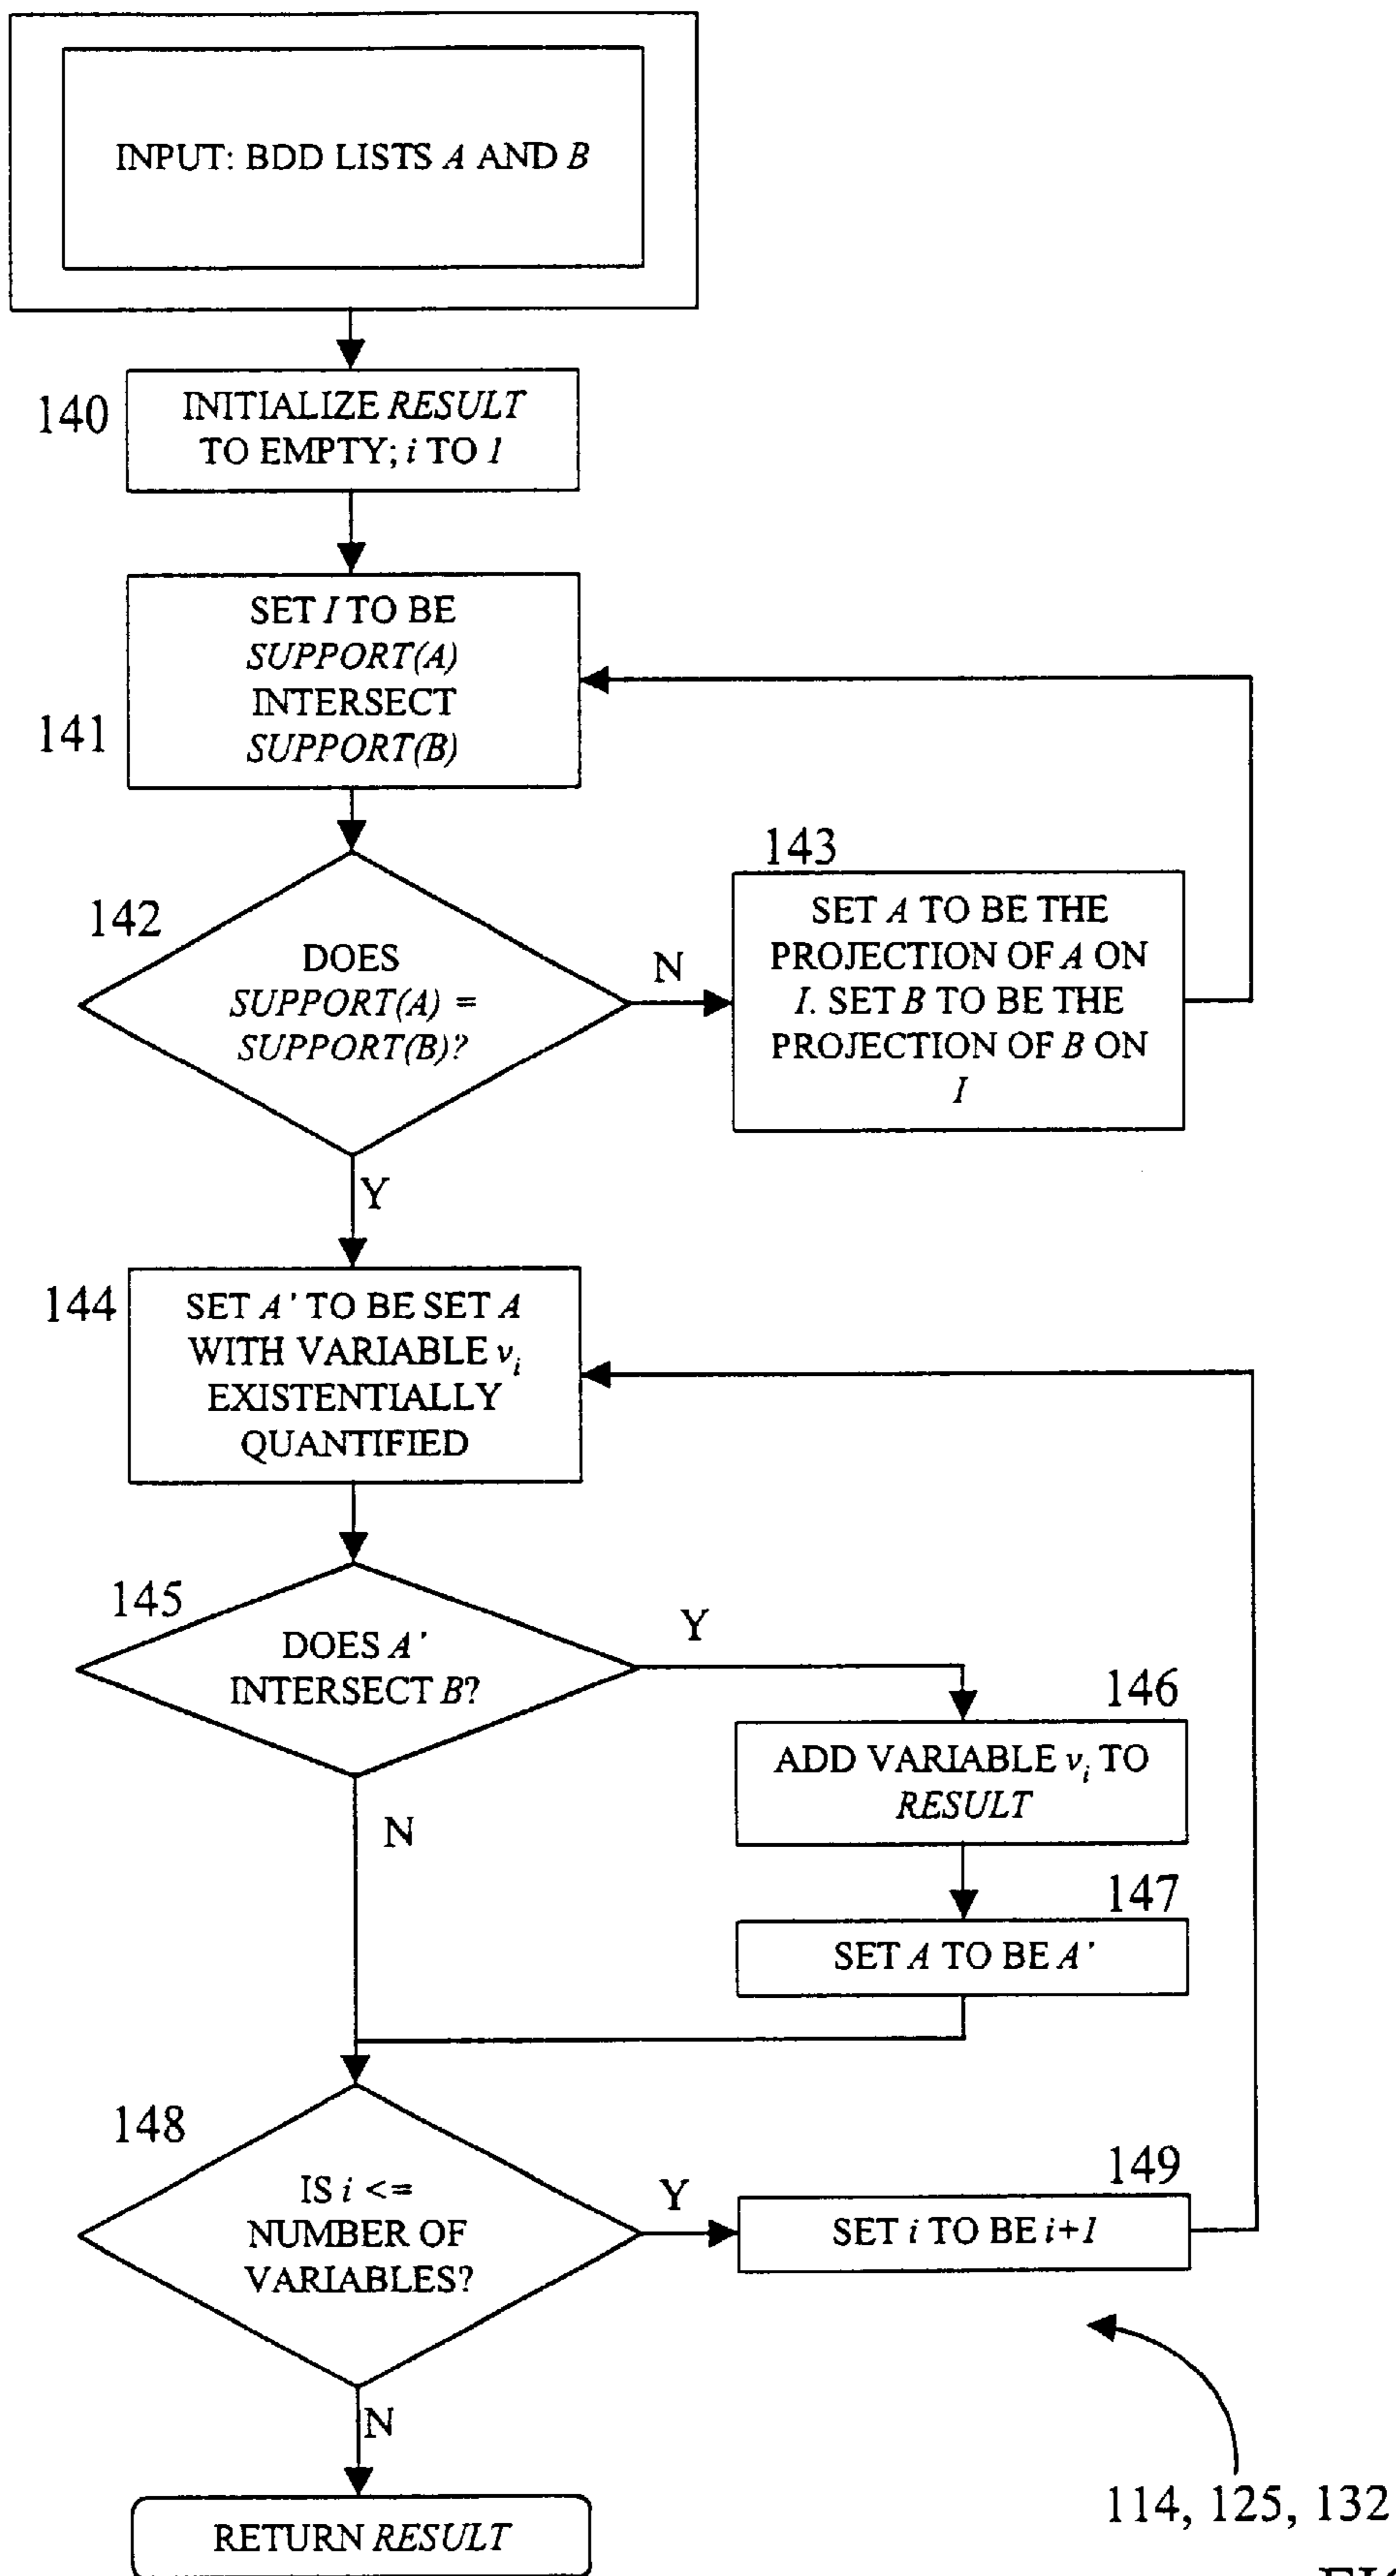 INPUT: BDD LISTS A AND B
140
INITIALIZE RESULT
TO EMPTY; i TO 1
141
SET I TO BE
SUPPORT(A)
INTERSECT
SUPPORT(B)
142
DOES
SUPPORT(A) =
SUPPORT(B)?
N
143
SET A TO BE THE
PROJECTION OF A ON
I. SET B TO BE THE
PROJECTION OF B ON
I
Y
144
SET A' TO BE SET A
WITH VARIABLE vi
EXISTENTIALLY
QUANTIFIED
145
DOES A'
INTERSECT B?
Y
146
ADD VARIABLE vi TO
RESULT
N
147
SET A TO BE A'
148
IS i <=
NUMBER OF
VARIABLES?
Y
149
SET i TO BE i+1
N
RETURN RESULT
114, 125, 132